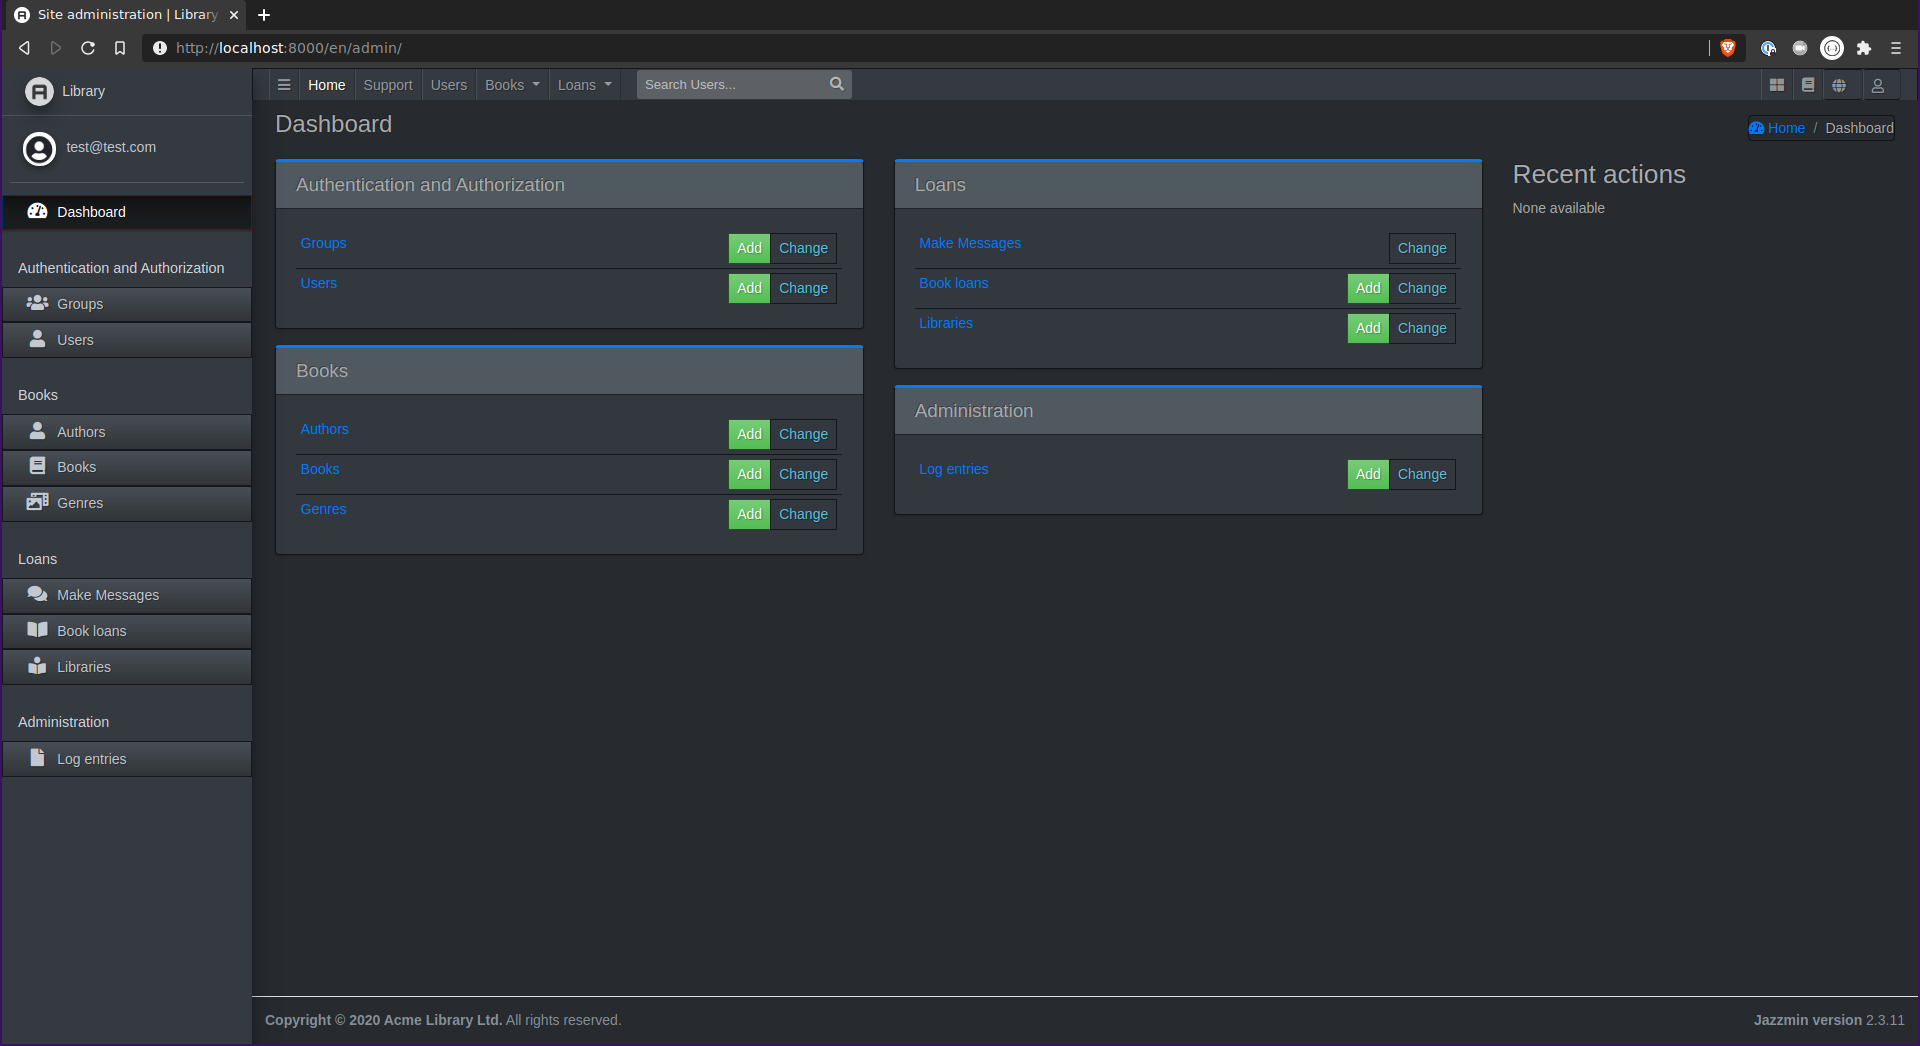 Site administration | Library
http://localhost:8000/en/admin/
Library
Home
Support
Users
Books
Loans
Search Users...
test@test.com
Dashboard
Authentication and Authorization
Groups
Users
Books
Authors
Books
Genres
Loans
Make Messages
Book loans
Libraries
Administration
Log entries
Dashboard
Home / Dashboard
Authentication and Authorization
Groups Add Change
Users Add Change
Books
Authors Add Change
Books Add Change
Genres Add Change
Loans
Make Messages Change
Book loans Add Change
Libraries Add Change
Administration
Log entries Add Change
Recent actions
None available
Copyright © 2020 Acme Library Ltd. All rights reserved.
Jazzmin version 2.3.11